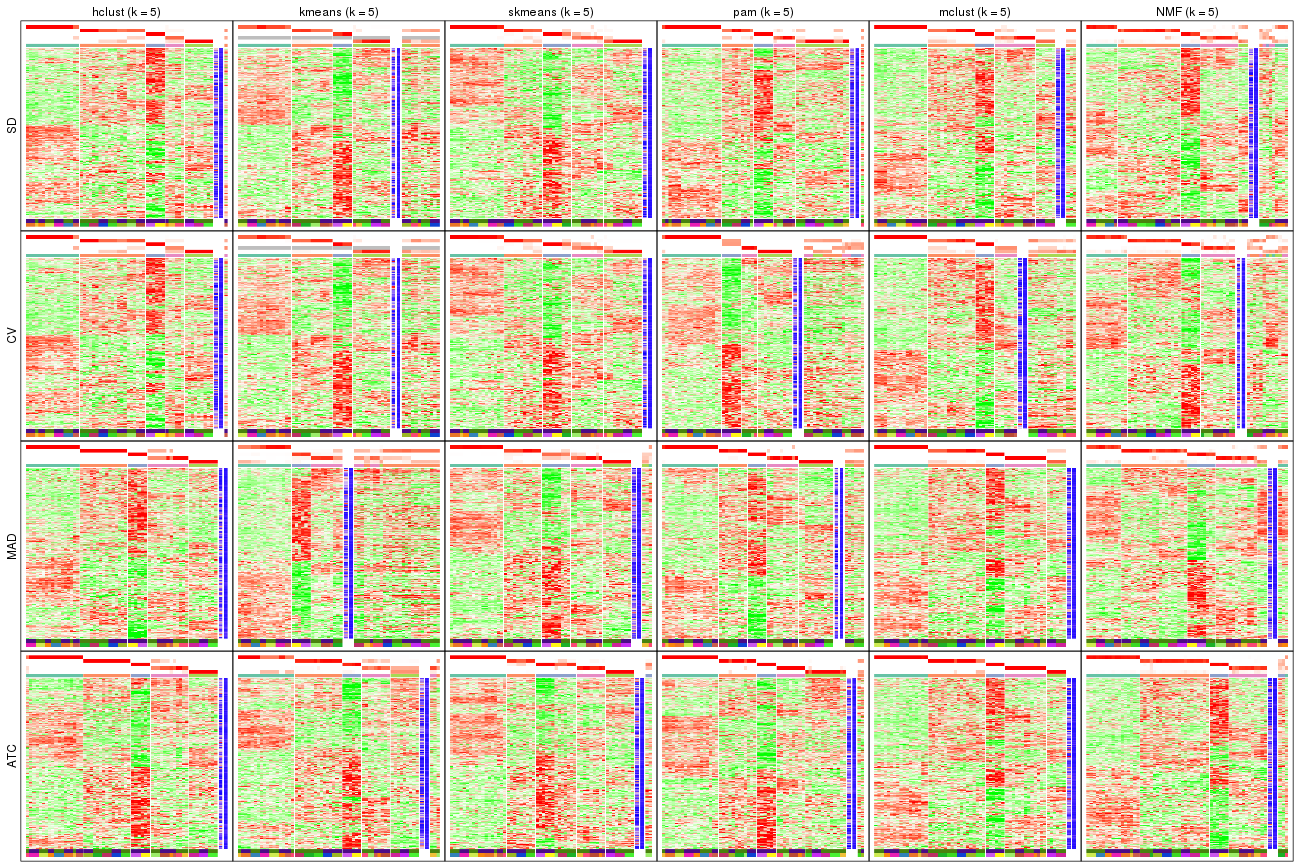 hclust (k = 5)
kmeans (k = 5)
skmeans (k = 5)
pam (k = 5)
mclust (k = 5)
NMF (k = 5)
SD
CV
MAD
ATC